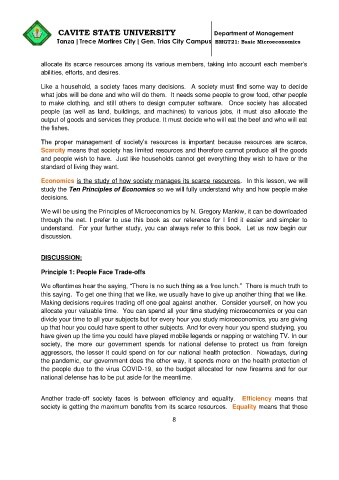 CAVITE STATE UNIVERSITY
Department of Management
Tanza | Trece Martires City | Gen. Trias City Campus
BMGT21: Basic Microeconomics
allocate its scarce resources among its various members, taking into account each member's
abilities, efforts, and desires.
Like a household, a society faces many decisions. A society must find some way to decide
what jobs will be done and who will do them. It needs some people to grow food, other people
to make clothing, and still others to design computer software. Once society has allocated
people (as well as land, buildings, and machines) to various jobs, it must also allocate the
output of goods and services they produce. It must decide who will eat the beef and who will eat
the fishes.
The proper management of society's resources is important because resources are scarce.
Scarcity means that society has limited resources and therefore cannot produce all the goods
and people wish to have. Just like households cannot get everything they wish to have or the
standard of living they want.
Economics is the study of how society manages its scarce resources. In this lesson, we will
study the Ten Principles of Economics so we will fully understand why and how people make
decisions.
We will be using the Principles of Microeconomics by N. Gregory Mankiw, it can be downloaded
through the net. I prefer to use this book as our reference for I find it easier and simpler to
understand. For your further study, you can always refer to this book. Let us now begin our
discussion.
DISCUSSION:
Principle 1: People Face Trade-offs
We oftentimes hear the saying, "There is no such thing as a free lunch." There is much truth to
this saying. To get one thing that we like, we usually have to give up another thing that we like.
Making decisions requires trading off one goal against another. Consider yourself, on how you
allocate your valuable time. You can spend all your time studying microeconomics or you can
divide your time to all your subjects but for every hour you study microeconomics, you are giving
up that hour you could have spent to other subjects. And for every hour you spend studying, you
have given up the time you could have played mobile legends or napping or watching TV. In our
society, the more our government spends for national defense to protect us from foreign
aggressors, the lesser it could spend on for our national health protection. Nowadays, during
the pandemic, our government does the other way, it spends more on the health protection of
the people due to the virus COVID-19, so the budget allocated for new firearms and for our
national defense has to be put aside for the meantime.
Another trade-off society faces is between efficiency and equality. Efficiency means that
society is getting the maximum benefits from its scarce resources. Equality means that those
8